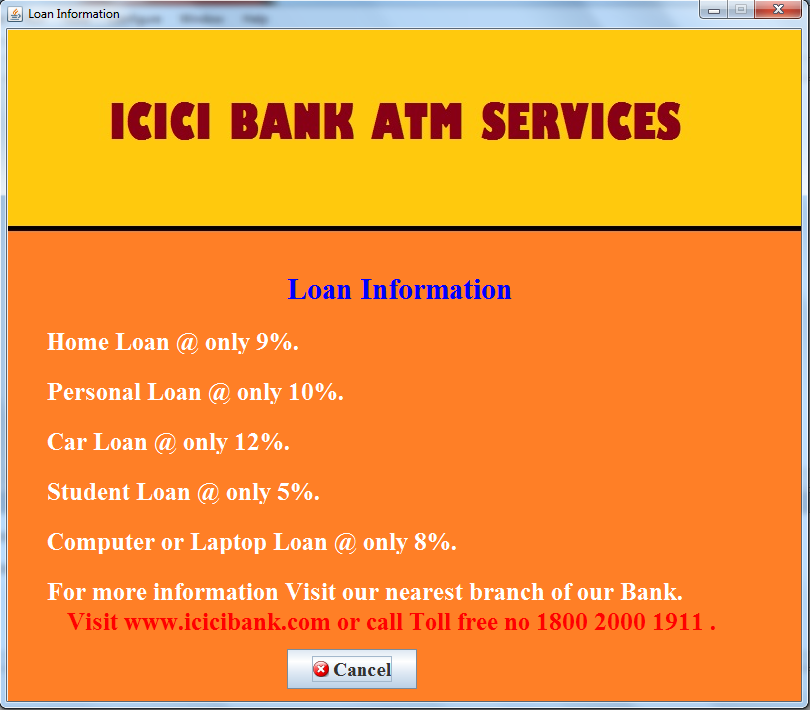 Loan Information
ICICI BANK ATM SERVICES
Loan Information
Home Loan @ only 9%.
Personal Loan @ only 10%.
Car Loan @ only 12%.
Student Loan @ only 5%.
Computer or Laptop Loan @ only 8%.
For more information Visit our nearest branch of our Bank.
Visit www.icicibank.com or call Toll free no 1800 2000 1911 .
Cancel